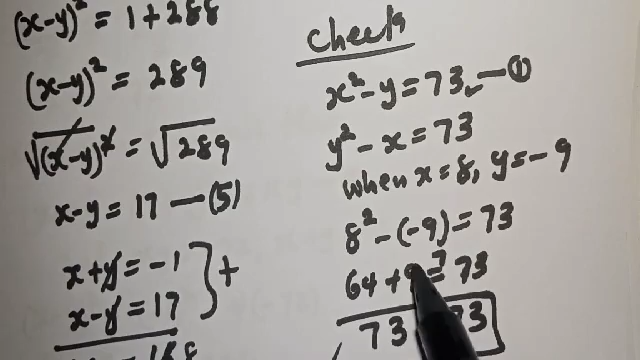 (x-y)² = 1+288
(x-y)² = 289
√(x-y)² = √289
x-y = 17 —(5)
x+y = -1
x-y = 17
+
Check
x²-y = 73 —①
y²-x = 73
when x=8, y=-9
8²-(-9) = 73
64+9 = 73
73 73